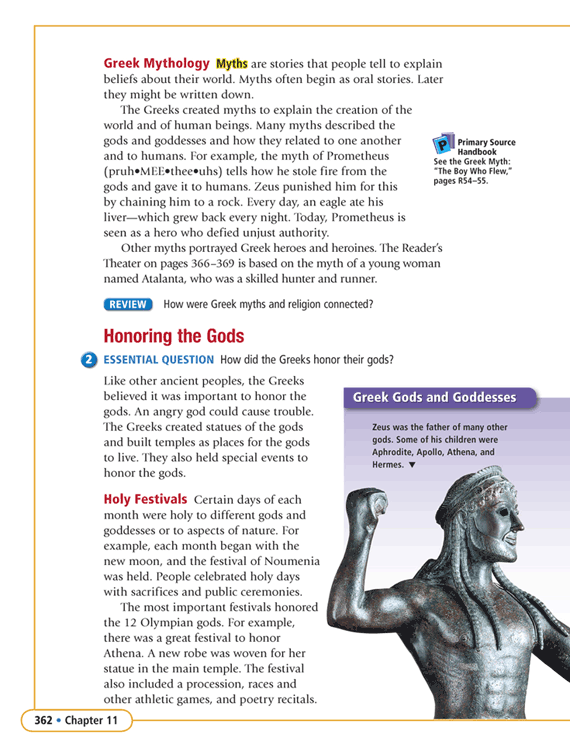 Greek Mythology Myths are stories that people tell to explain
beliefs about their world. Myths often begin as oral stories. Later
they might be written down.
The Greeks created myths to explain the creation of the
world and of human beings. Many myths described the
gods and goddesses and how they related to one another
and to humans. For example, the myth of Prometheus
(pruh•MEE•thee•uhs) tells how he stole fire from the
gods and gave it to humans. Zeus punished him for this
by chaining him to a rock. Every day, an eagle ate his
liver—which grew back every night. Today, Prometheus is
seen as a hero who defied unjust authority.
Other myths portrayed Greek heroes and heroines. The Reader's
Theater on pages 366–369 is based on the myth of a young woman
named Atalanta, who was a skilled hunter and runner.
P Primary Source
Handbook
See the Greek Myth:
"The Boy Who Flew,"
pages R54–55.
REVIEW How were Greek myths and religion connected?
Honoring the Gods
2 ESSENTIAL QUESTION How did the Greeks honor their gods?
Like other ancient peoples, the Greeks
believed it was important to honor the
gods. An angry god could cause trouble.
The Greeks created statues of the gods
and built temples as places for the gods
to live. They also held special events to
honor the gods.
Holy Festivals Certain days of each
month were holy to different gods and
goddesses or to aspects of nature. For
example, each month began with the
new moon, and the festival of Noumenia
was held. People celebrated holy days
with sacrifices and public ceremonies.
The most important festivals honored
the 12 Olympian gods. For example,
there was a great festival to honor
Athena. A new robe was woven for her
statue in the main temple. The festival
also included a procession, races and
other athletic games, and poetry recitals.
Greek Gods and Goddesses
Zeus was the father of many other
gods. Some of his children were
Aphrodite, Apollo, Athena, and
Hermes. ▼
362 • Chapter 11